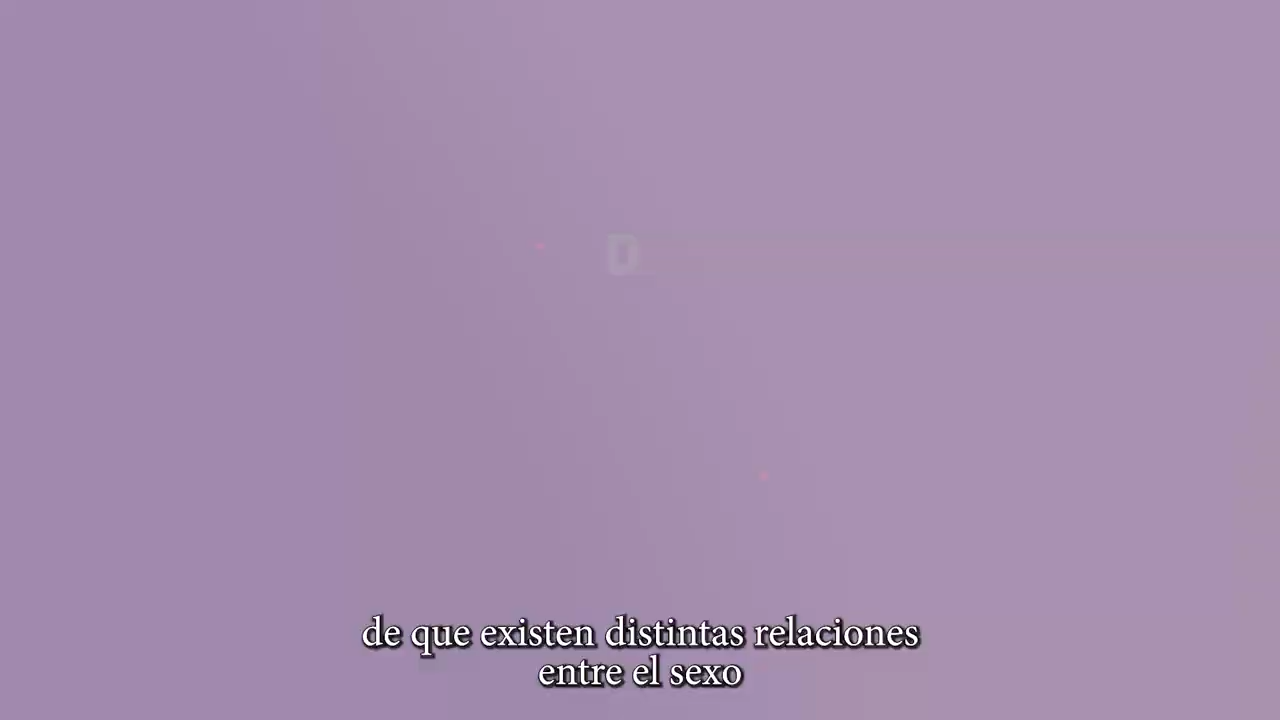 D
de que existen distintas relaciones
entre el sexo